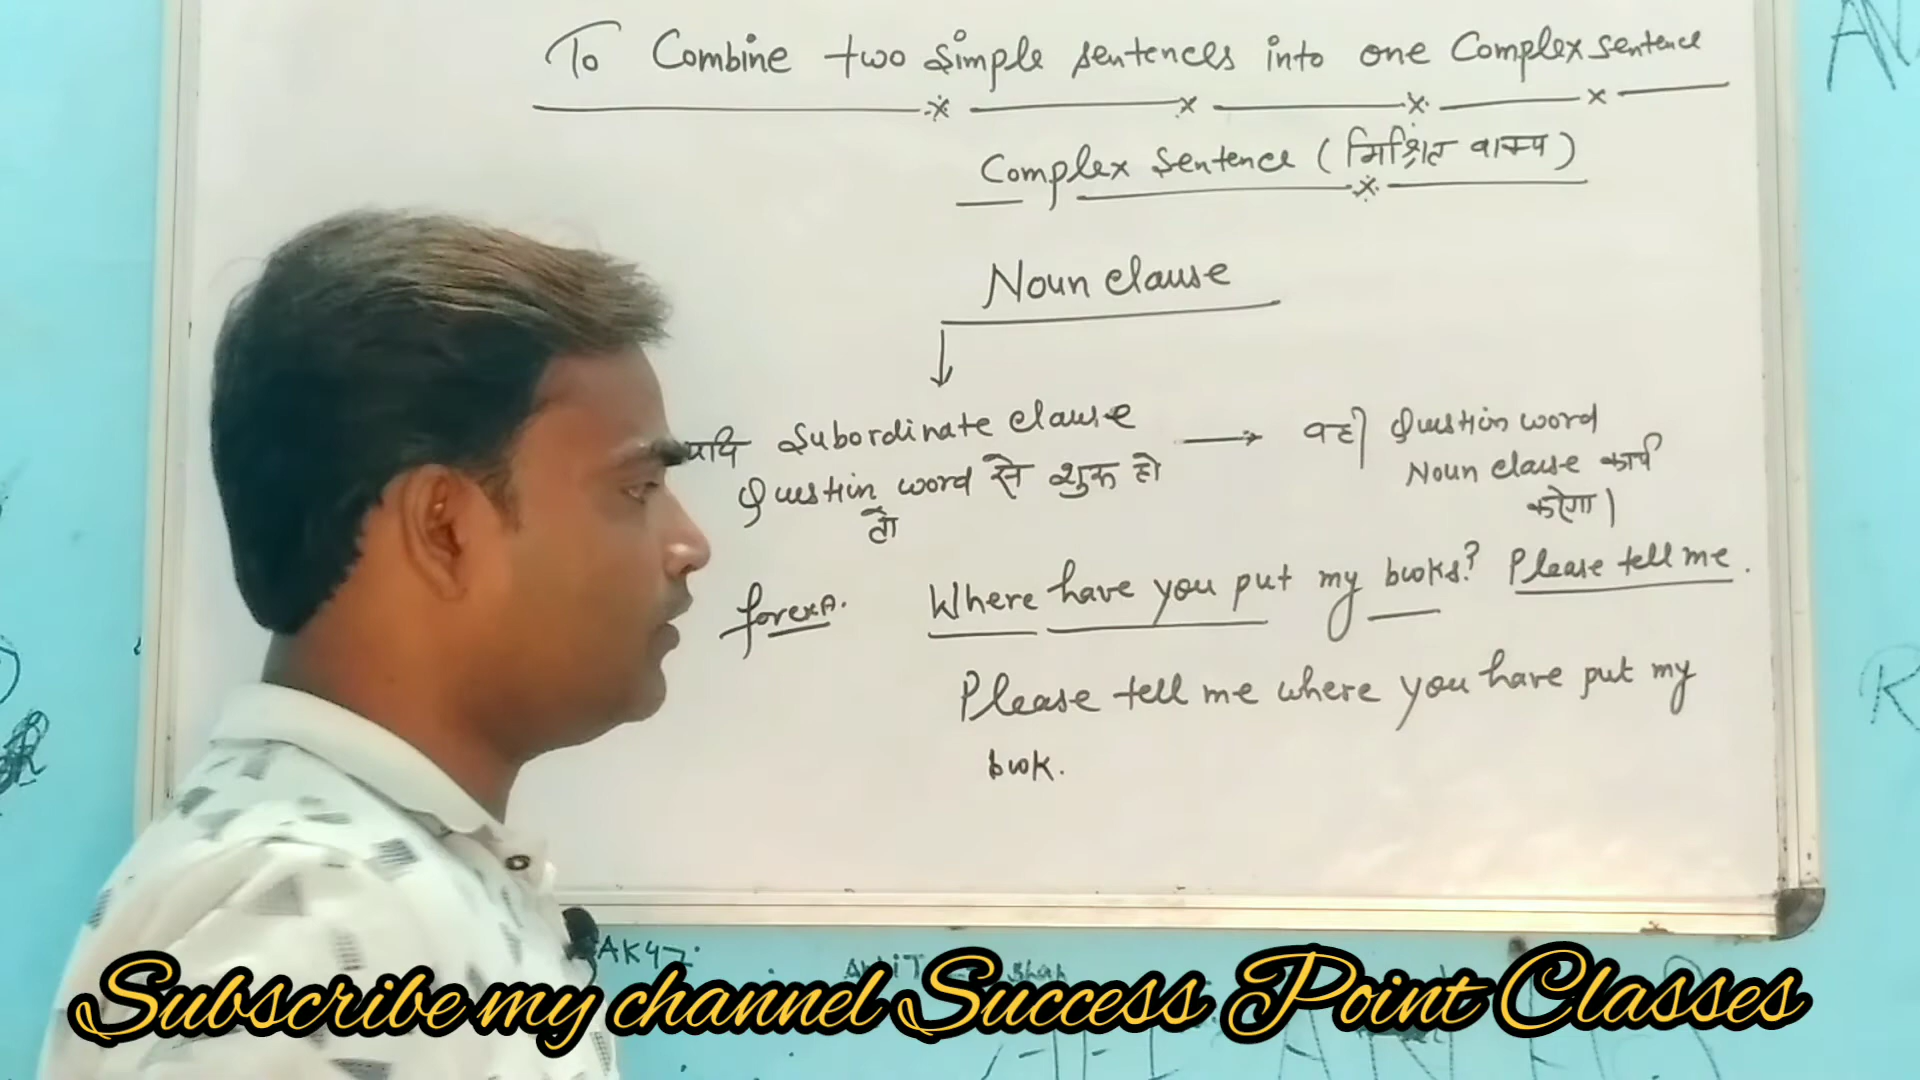 To Combine two simple sentences into one Complex sentence
Complex Sentence (मिश्रित वाक्य)
Noun clause
यदि Subordinate clause → वही Question word
Question word से शुरू हो Noun clause कार्य
तो करेगा।
forexa. Where have you put my books? Please tell me.
Please tell me where you have put my
book.
AK47
Subscribe my channel Success Point Classes